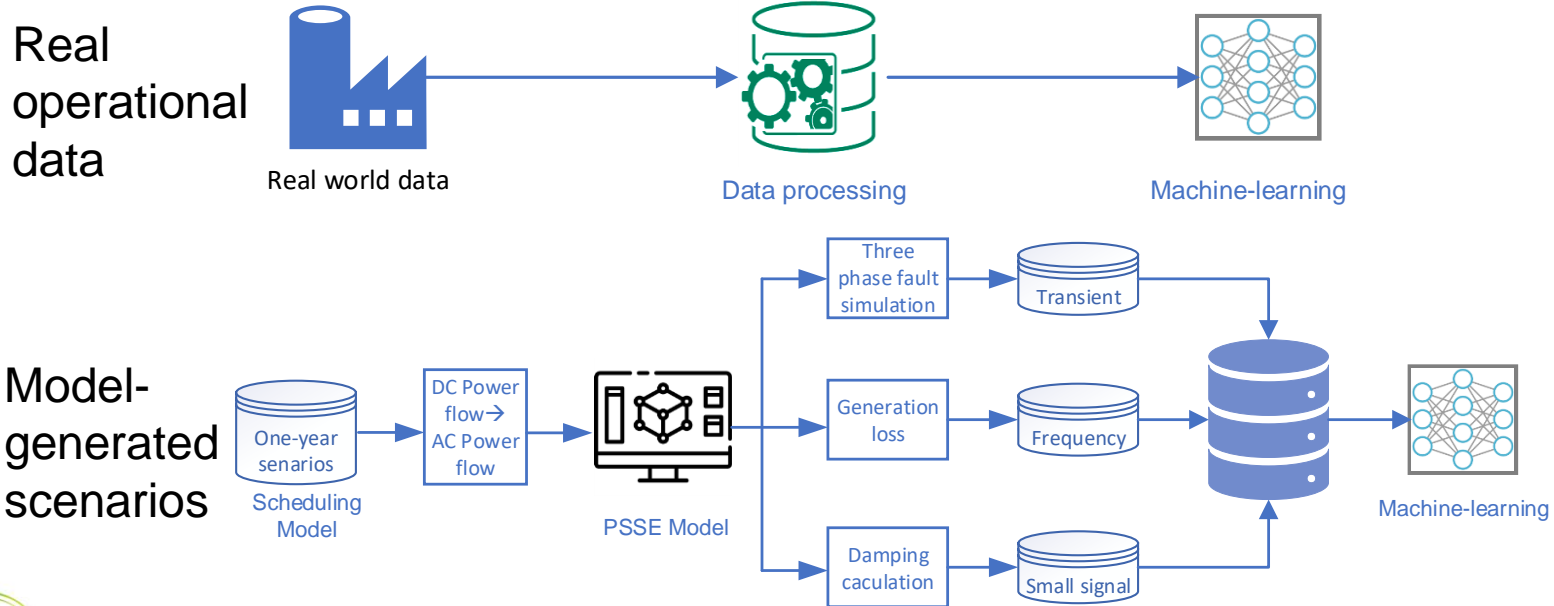 Real
operational
data
Real world data
Data processing
Machine-learning
Model-
generated
scenarios
One-year
senarios
Scheduling
Model
DC Power
flow→
AC Power
flow
PSSE Model
Three
phase fault
simulation
Transient
Generation
loss
Frequency
Damping
caculation
Small signal
Machine-learning